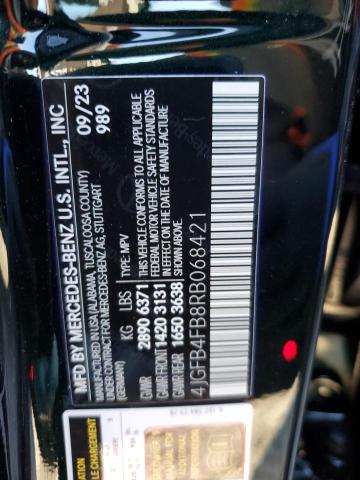 MFD BY MERCEDES-BENZ U.S. INTL., INC
MANUFACTURED IN USA (ALABAMA, TUSCALOOSA COUNTY)
UNDER CONTRACTOR MERCEDES-BENZ AG, STUTTGART
(GERMANY)
09/23
989
KG LBS TYPE: MPV
GVWR 2890 6371
GAWR FRONT 1420 3131
GAWR REAR 1650 3638
THIS VEHICLE CONFORMS TO ALL APPLICABLE
FEDERAL MOTOR VEHICLE SAFETY STANDARDS
IN EFFECT ON THE DATE OF MANUFACTURE
SHOWN ABOVE.
4JGFB4FB8RB068421
LE CHARGEMENT